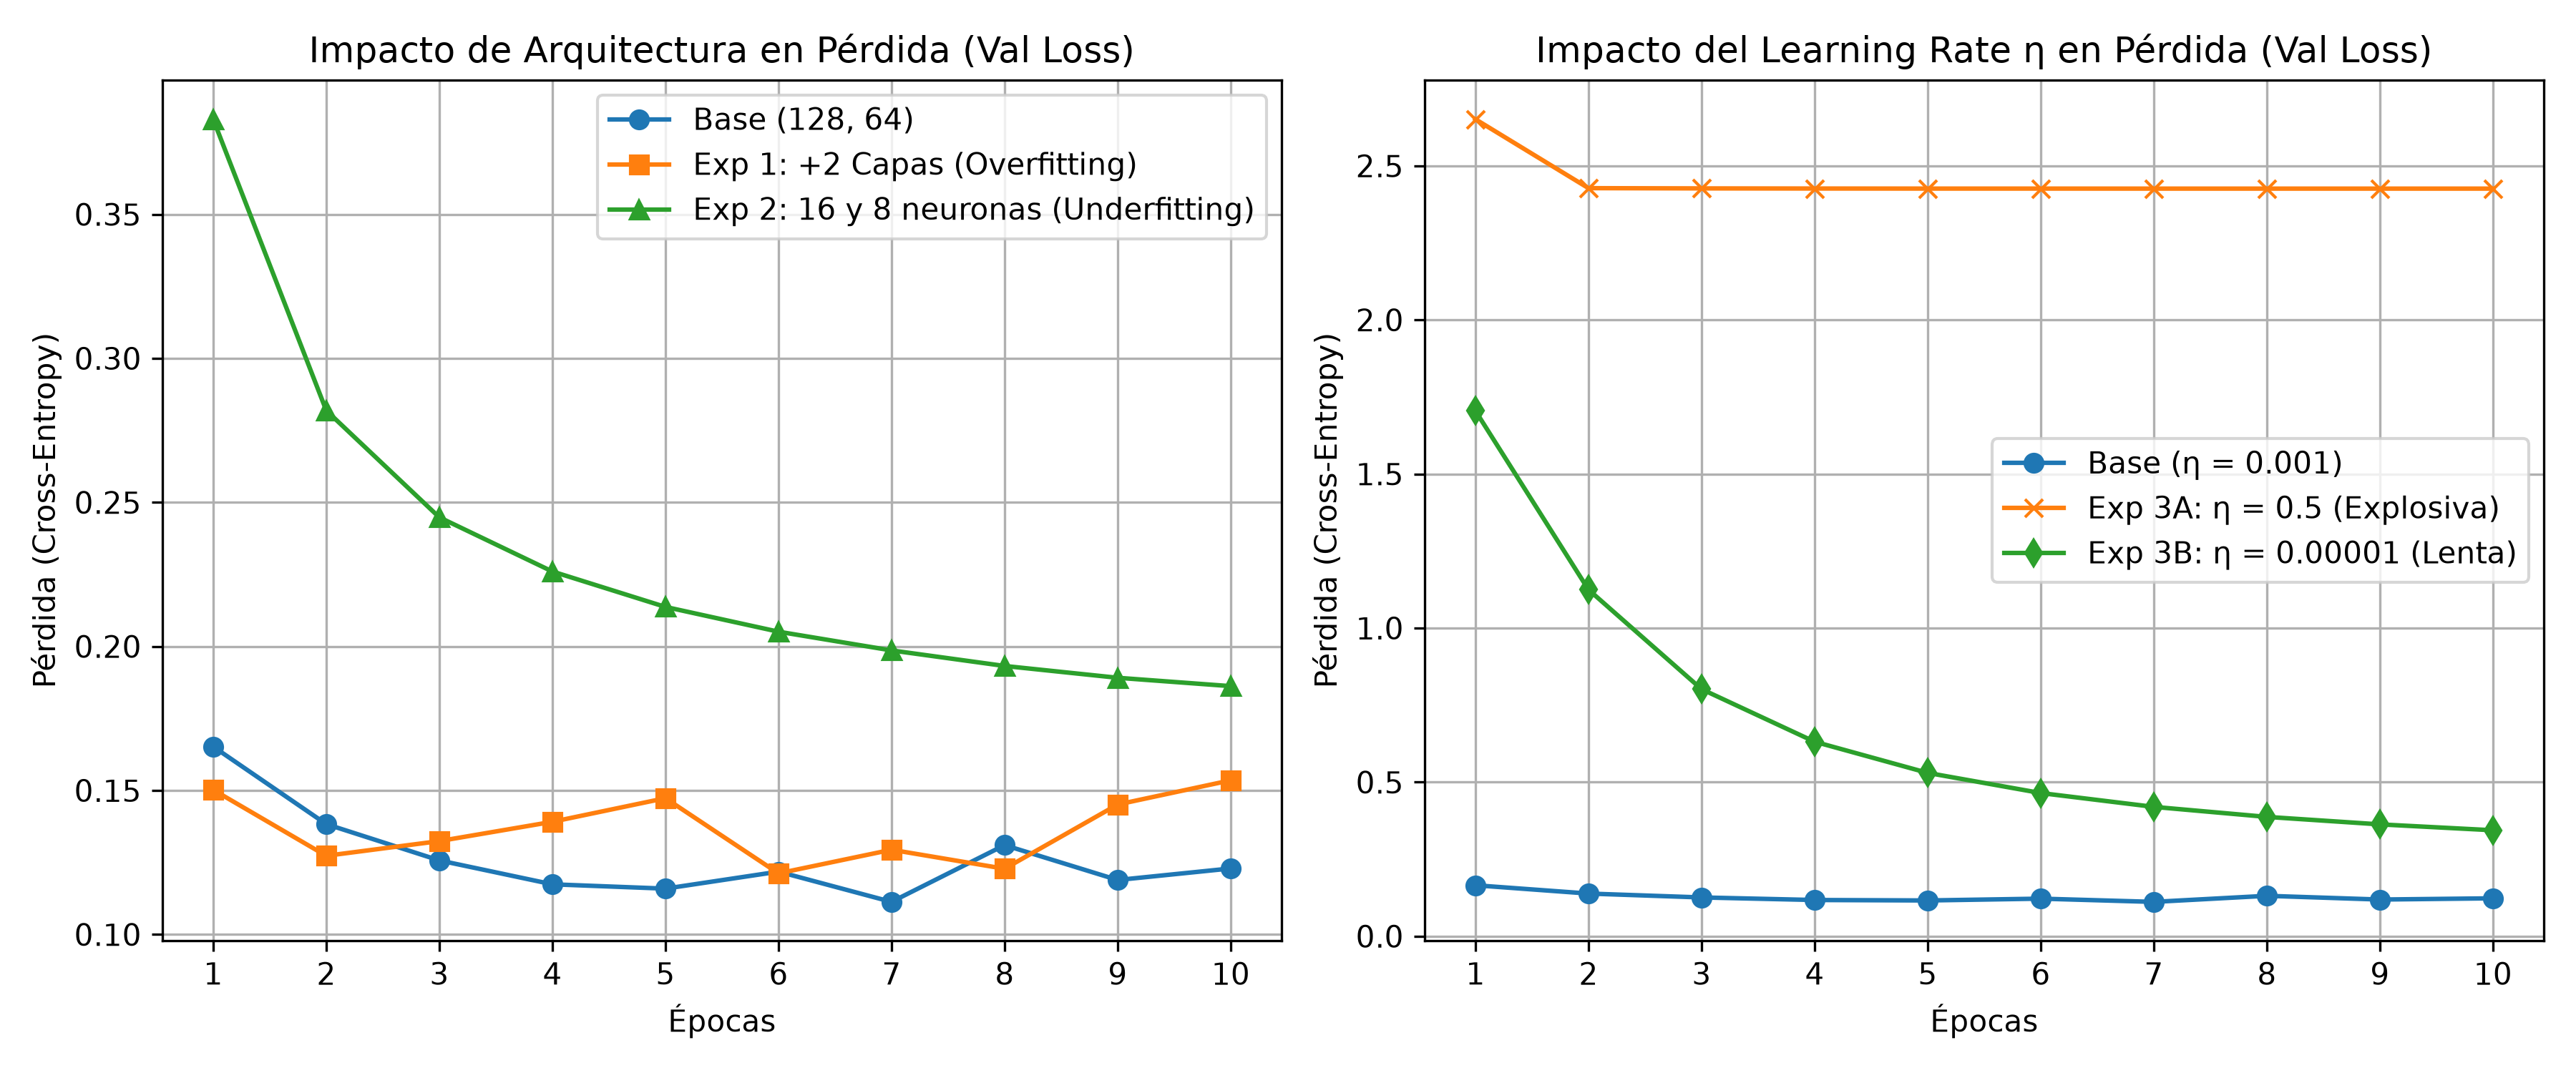 Impacto de Arquitectura en Pérdida (Val Loss)
Pérdida (Cross-Entropy)
0.35
0.30
0.25
0.20
0.15
0.10
Base (128, 64)
Exp 1: +2 Capas (Overfitting)
Exp 2: 16 y 8 neuronas (Underfitting)
1 2 3 4 5 6 7 8 9 10
Épocas
Impacto del Learning Rate η en Pérdida (Val Loss)
Pérdida (Cross-Entropy)
2.5
2.0
1.5
1.0
0.5
0.0
Base (η = 0.001)
Exp 3A: η = 0.5 (Explosiva)
Exp 3B: η = 0.00001 (Lenta)
1 2 3 4 5 6 7 8 9 10
Épocas